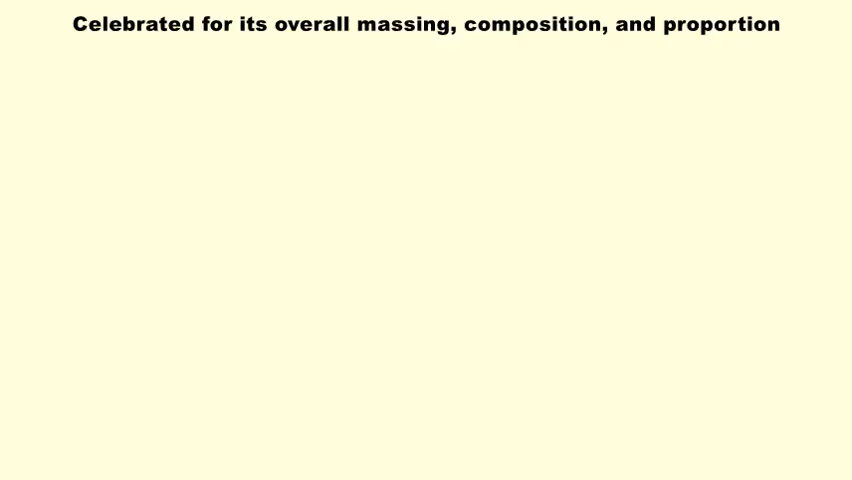 Celebrated for its overall massing, composition, and proportion